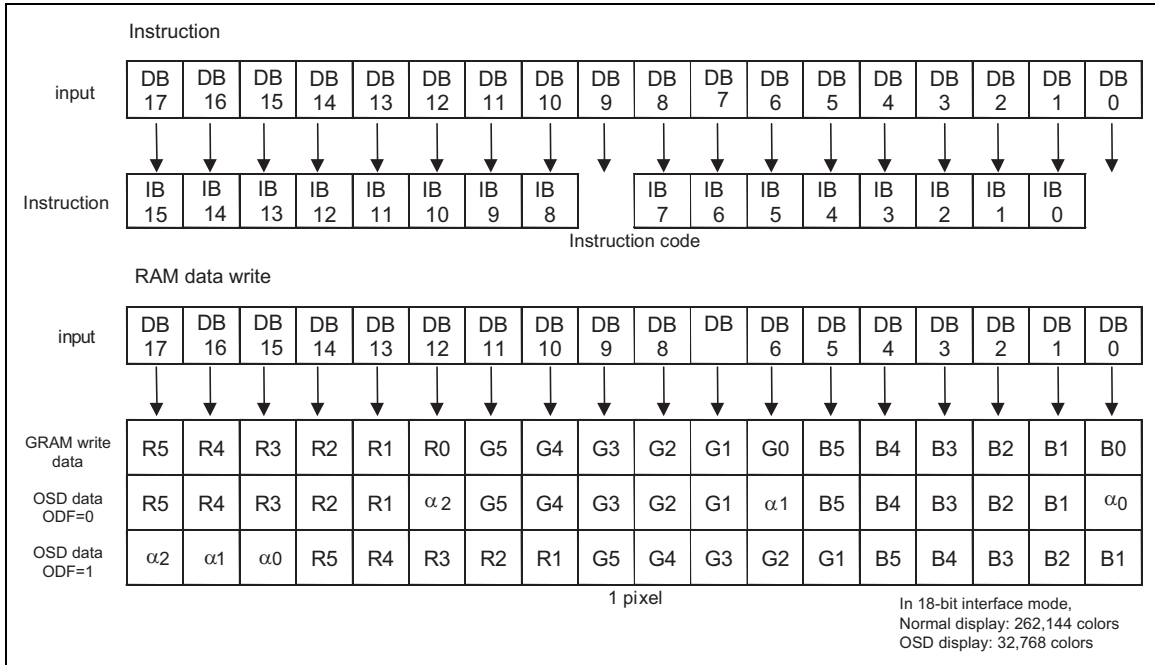 Instruction
input DB 17 DB 16 DB 15 DB 14 DB 13 DB 12 DB 11 DB 10 DB 9 DB 8 DB 7 DB 6 DB 5 DB 4 DB 3 DB 2 DB 1 DB 0
Instruction IB 15 IB 14 IB 13 IB 12 IB 11 IB 10 IB 9 IB 8 IB 7 IB 6 IB 5 IB 4 IB 3 IB 2 IB 1 IB 0
Instruction code
RAM data write
input DB 17 DB 16 DB 15 DB 14 DB 13 DB 12 DB 11 DB 10 DB 9 DB 8 DB DB 6 DB 5 DB 4 DB 3 DB 2 DB 1 DB 0
GRAM write data R5 R4 R3 R2 R1 R0 G5 G4 G3 G2 G1 G0 B5 B4 B3 B2 B1 B0
OSD data ODF=0 R5 R4 R3 R2 R1 α2 G5 G4 G3 G2 G1 α1 B5 B4 B3 B2 B1 α0
OSD data ODF=1 α2 α1 α0 R5 R4 R3 R2 R1 G5 G4 G3 G2 G1 B5 B4 B3 B2 B1
1 pixel
In 18-bit interface mode,
Normal display: 262,144 colors
OSD display: 32,768 colors